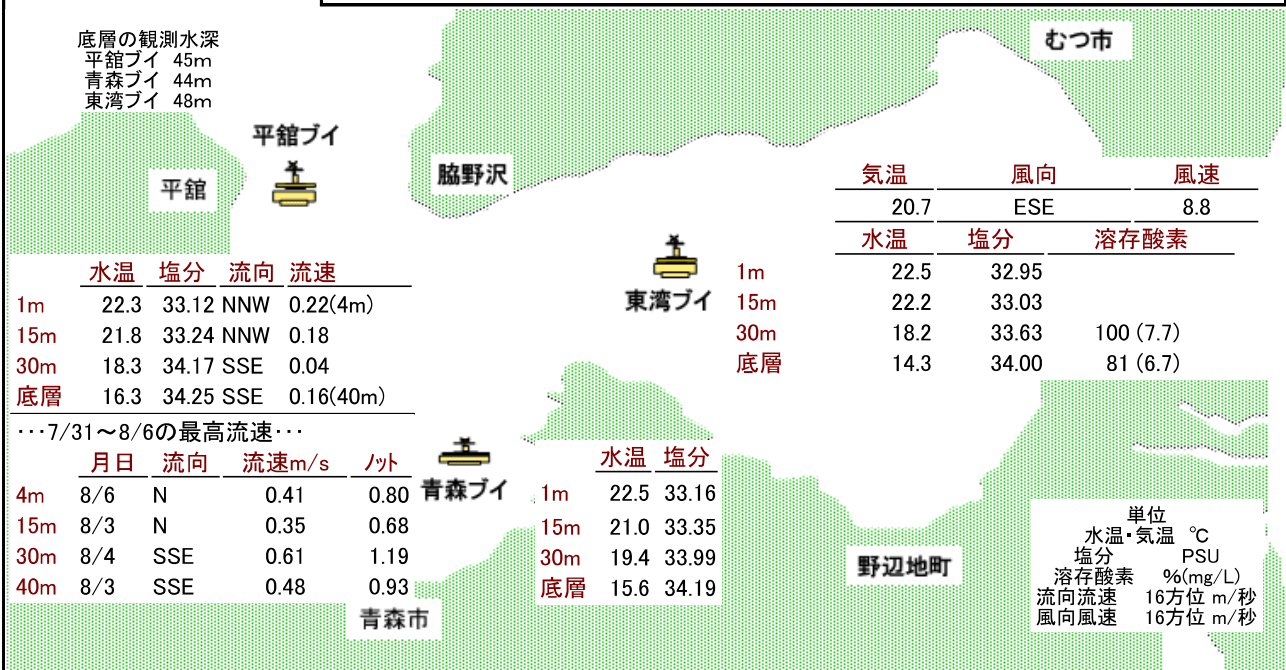 底層の観測水深
平舘ブイ 45m
青森ブイ 44m
東湾ブイ 48m
むつ市
平舘ブイ
平舘
脇野沢
気温 風向 風速
20.7 ESE 8.8
水温 塩分 溶存酸素
1m 22.5 32.95
15m 22.2 33.03
30m 18.2 33.63 100 (7.7)
底層 14.3 34.00 81 (6.7)
東湾ブイ
水温 塩分 流向 流速
1m 22.3 33.12 NNW 0.22(4m)
15m 21.8 33.24 NNW 0.18
30m 18.3 34.17 SSE 0.04
底層 16.3 34.25 SSE 0.16(40m)
･･･7/31～8/6の最高流速･･･
月日 流向 流速m/s ﾉｯﾄ
4m 8/6 N 0.41 0.80
15m 8/3 N 0.35 0.68
30m 8/4 SSE 0.61 1.19
40m 8/3 SSE 0.48 0.93
青森ブイ
水温 塩分
1m 22.5 33.16
15m 21.0 33.35
30m 19.4 33.99
底層 15.6 34.19
青森市
野辺地町
単位
水温・気温 ℃
塩分 PSU
溶存酸素 %(mg/L)
流向流速 16方位 m/秒
風向風速 16方位 m/秒